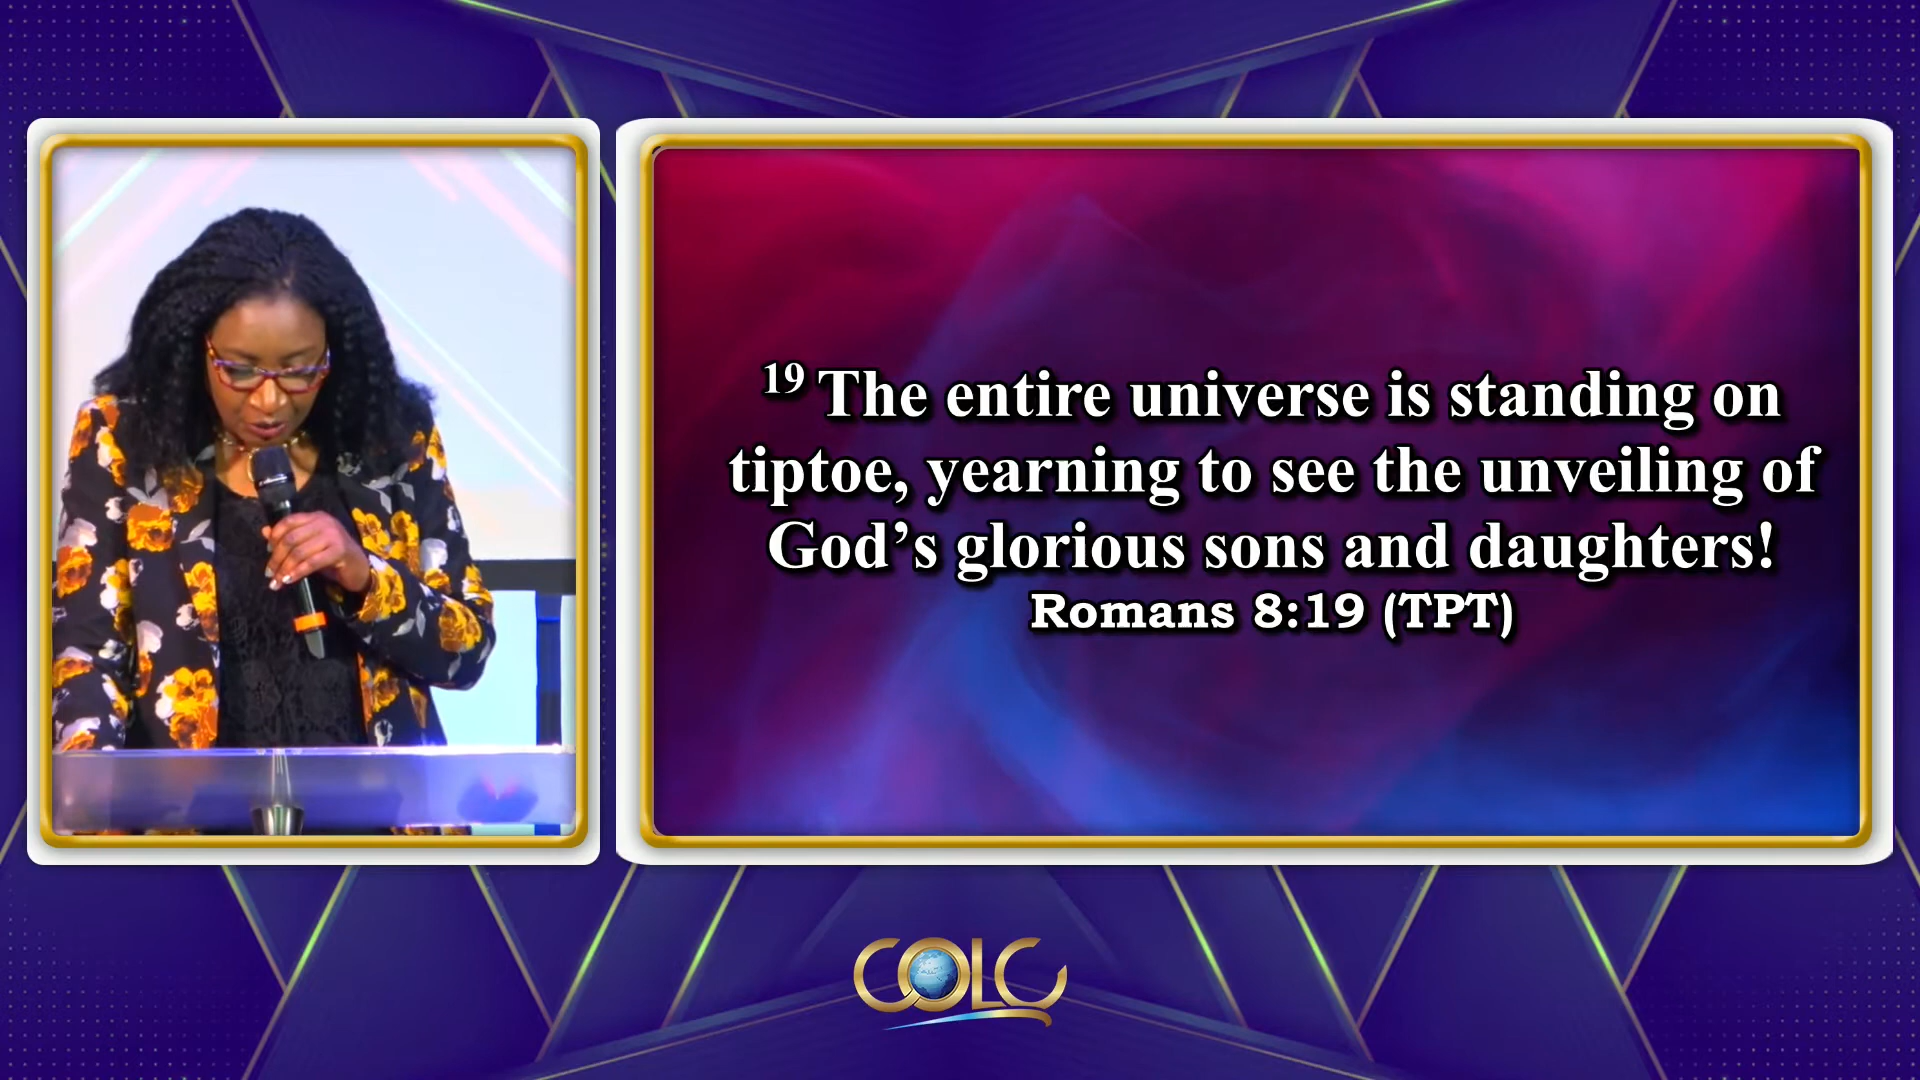 19 The entire universe is standing on
tiptoe, yearning to see the unveiling of
God’s glorious sons and daughters!
Romans 8:19 (TPT)
COLC